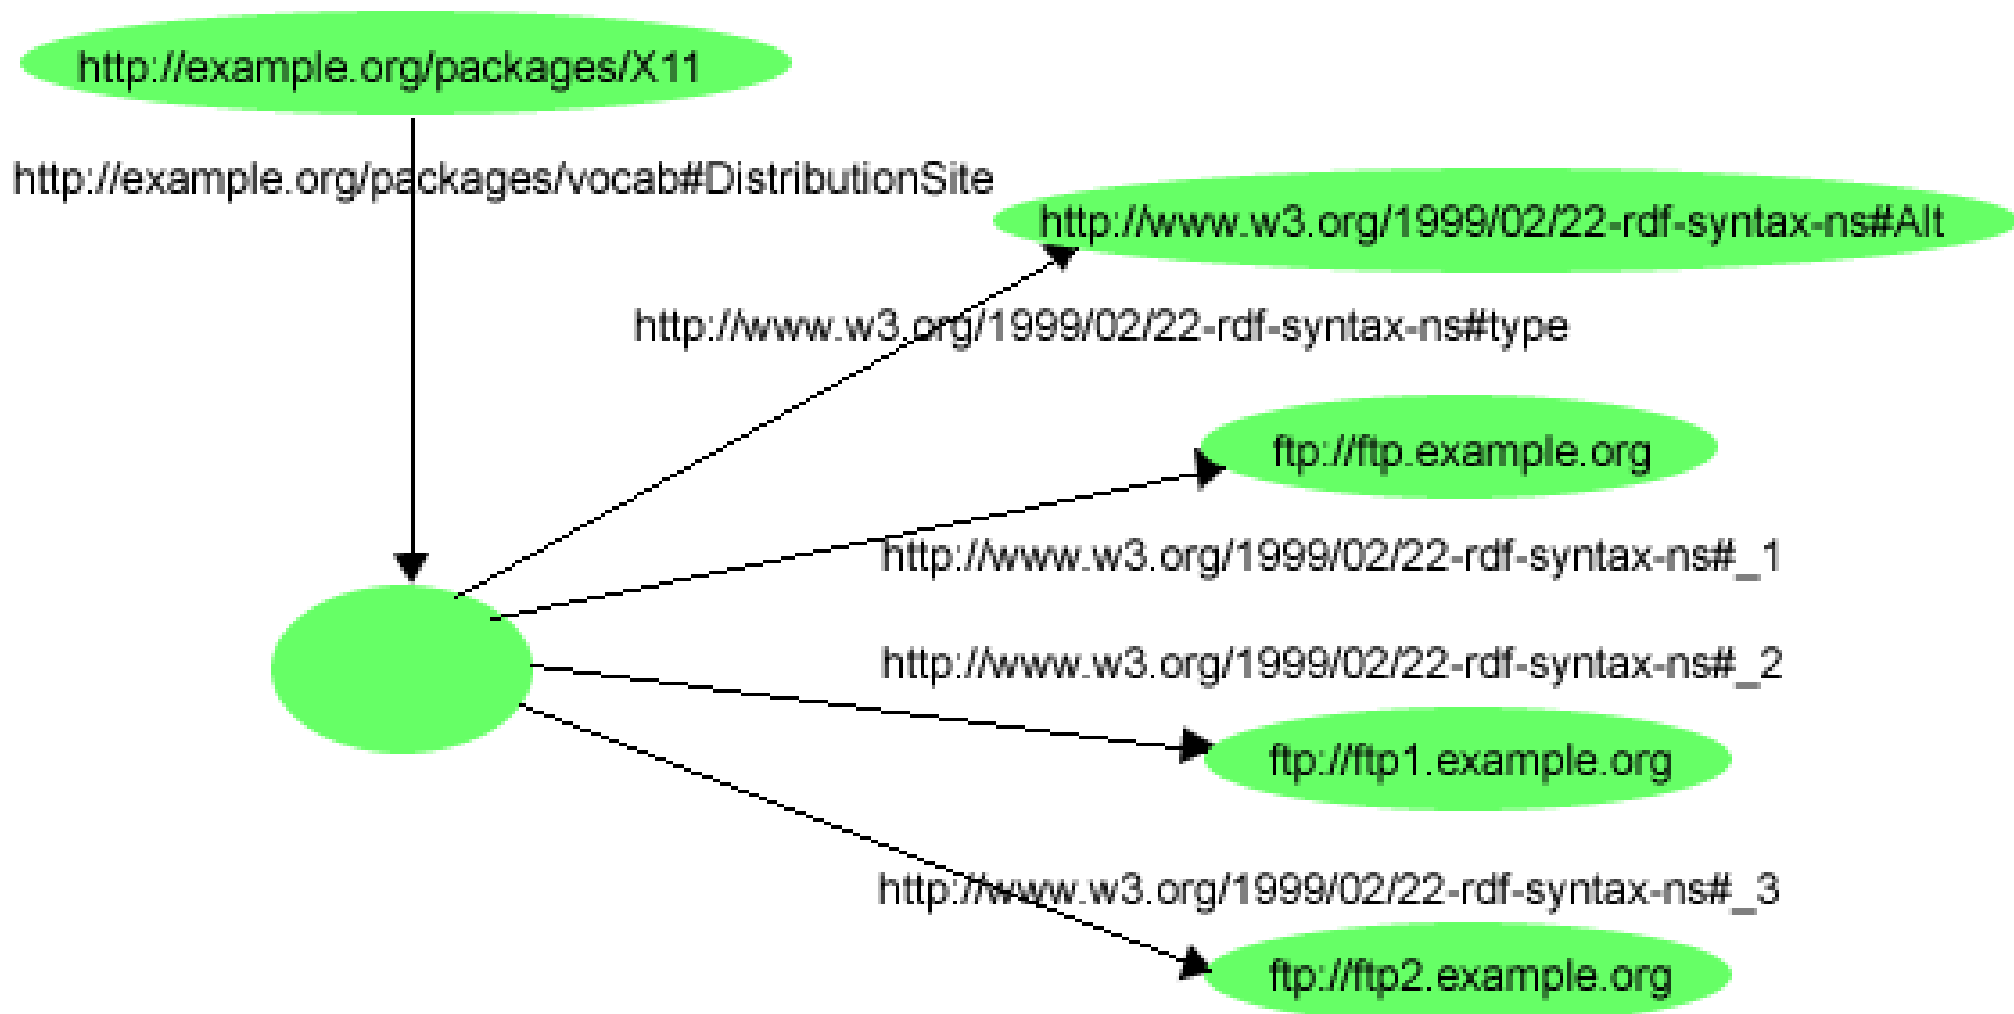 http://example.org/packages/X11
http://example.org/packages/vocab#DistributionSite
http://www.w3.org/1999/02/22-rdf-syntax-ns#Alt
http://www.w3.org/1999/02/22-rdf-syntax-ns#type
ftp://ftp.example.org
http://www.w3.org/1999/02/22-rdf-syntax-ns#_1
http://www.w3.org/1999/02/22-rdf-syntax-ns#_2
ftp://ftp1.example.org
http://www.w3.org/1999/02/22-rdf-syntax-ns#_3
ftp://ftp2.example.org